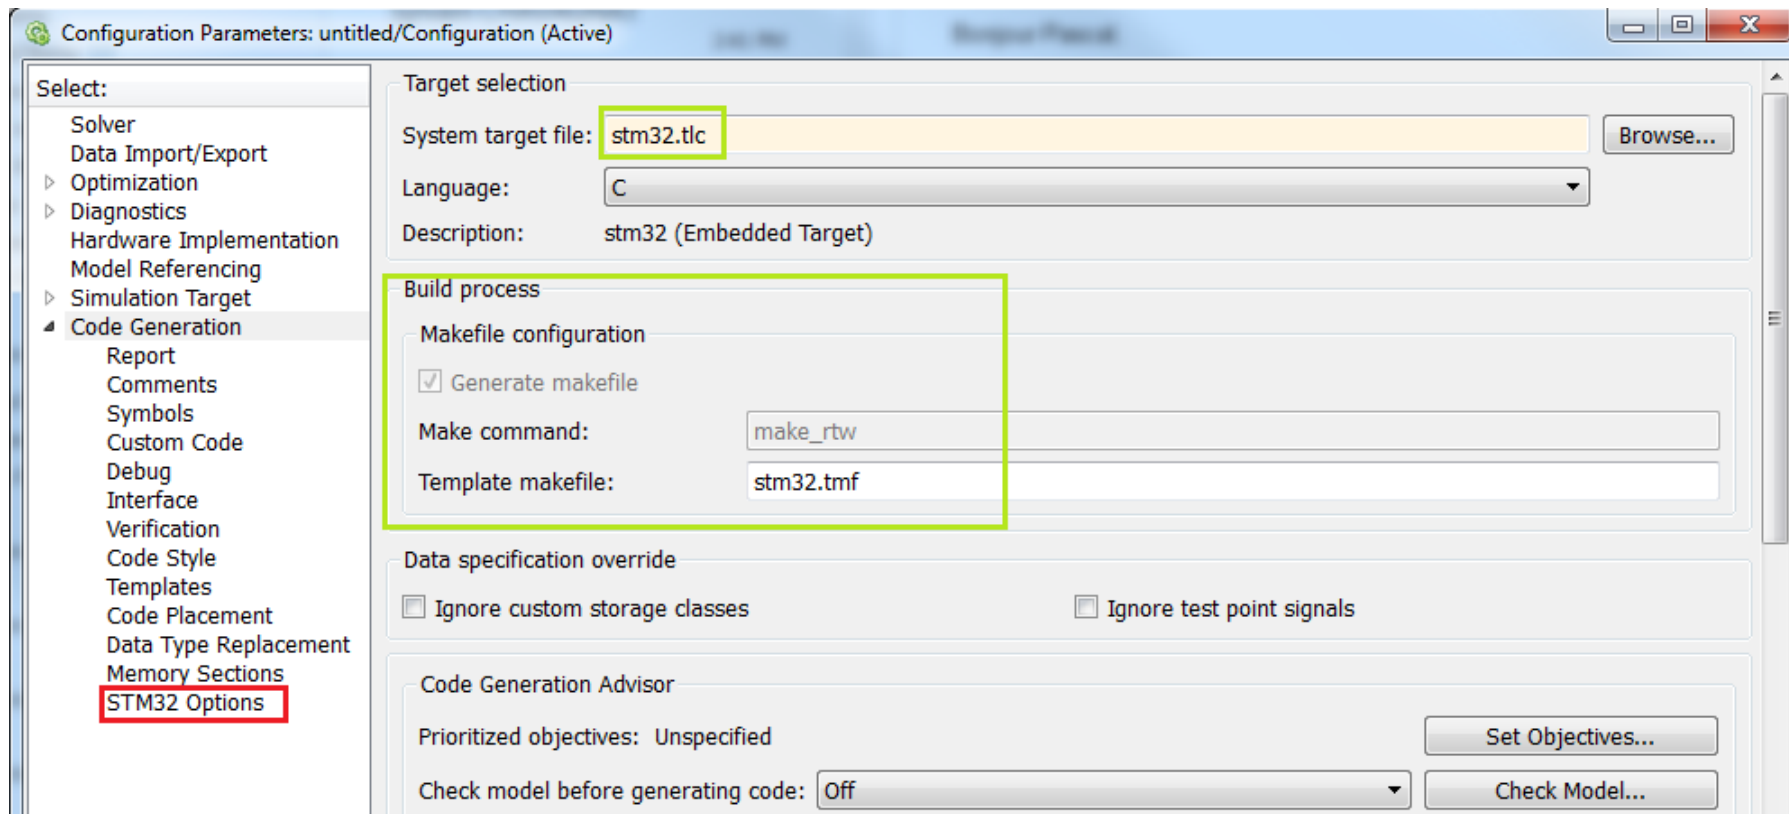 Configuration Parameters: untitled/Configuration (Active)
Select:
Solver
Data Import/Export
Optimization
Diagnostics
Hardware Implementation
Model Referencing
Simulation Target
Code Generation
Report
Comments
Symbols
Custom Code
Debug
Interface
Verification
Code Style
Templates
Code Placement
Data Type Replacement
Memory Sections
STM32 Options
Target selection
System target file: stm32.tlc Browse...
Language: C
Description: stm32 (Embedded Target)
Build process
Makefile configuration
Generate makefile
Make command: make_rtw
Template makefile: stm32.tmf
Data specification override
Ignore custom storage classes Ignore test point signals
Code Generation Advisor
Prioritized objectives: Unspecified Set Objectives...
Check model before generating code: Off Check Model...